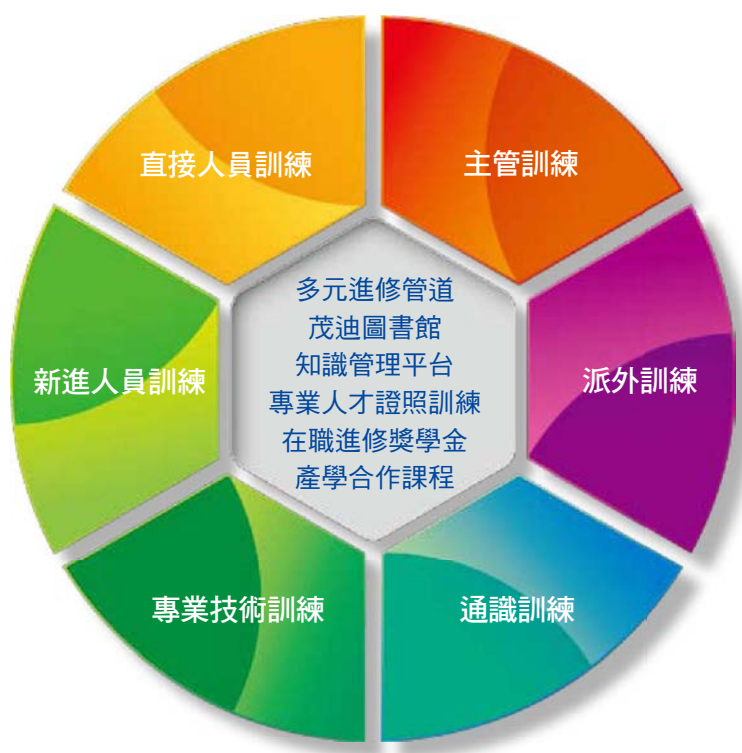 直接人員訓練
主管訓練
多元進修管道
茂迪圖書館
知識管理平台
專業人才證照訓練
在職進修獎學金
產學合作課程
新進人員訓練
派外訓練
專業技術訓練
通識訓練